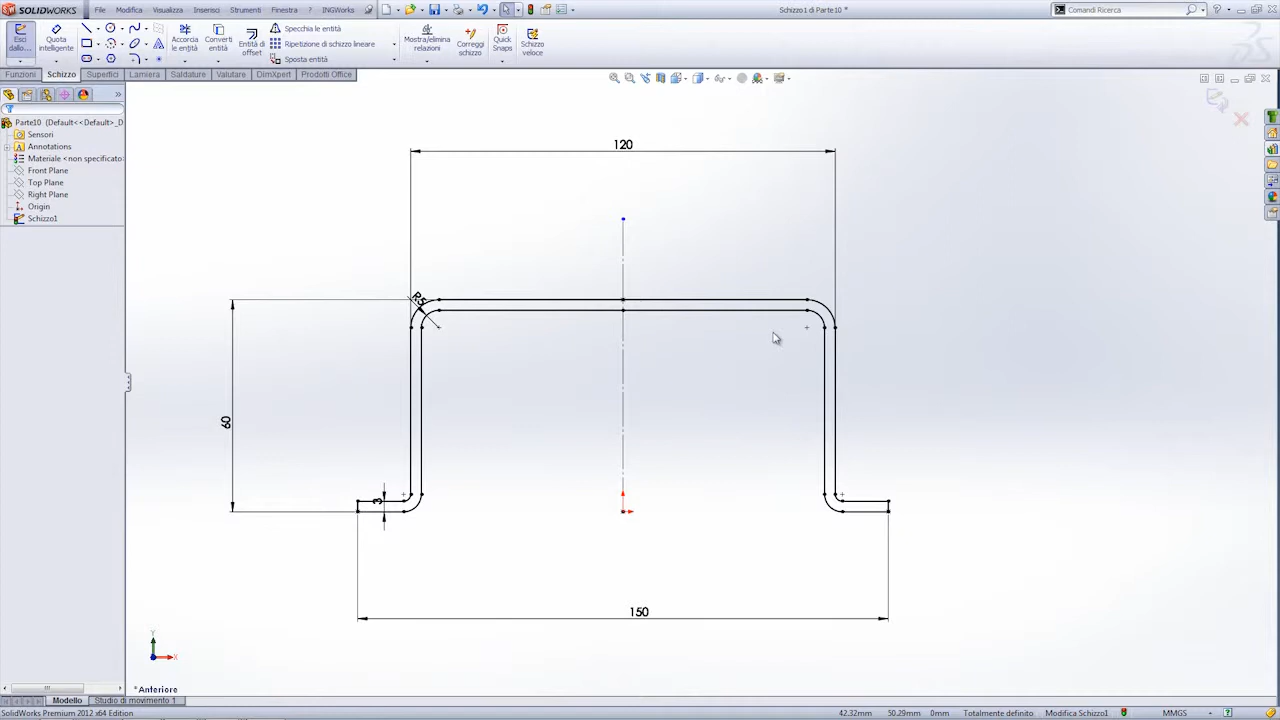 SOLIDWORKS File Modifica Visualizza Inserisci Strumenti Finestra ? INGWorks Schizzo1 di Parte10 * Comandi Ricerca
Esci dallo...
Quota intelligente
Accorcia le entità
Converti entità
Entità di offset
Specchia le entità
Ripetizione di schizzo lineare
Sposta entità
Mostra/elimina relazioni
Correggi schizzo
Quick Snaps
Schizzo veloce
Funzioni Schizzo Superfici Lamiera Saldature Valutare DimXpert Prodotti Office
Parte10 (Default<<Default>_D
Sensori
Annotations
Materiale <non specificato>
Front Plane
Top Plane
Right Plane
Origin
Schizzo1
120
R5
60
3
150
Y
X
*Anteriore
Modello Studio di movimento 1
SolidWorks Premium 2012 x64 Edition 42.32mm 50.29mm 0mm Totalmente definito Modifica Schizzo1 MMGS